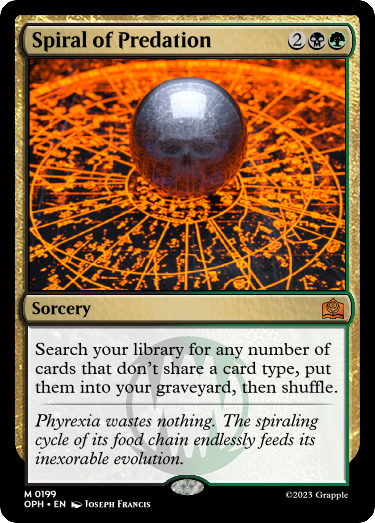 Spiral of Predation 2
Sorcery
Search your library for any number of
cards that don't share a card type, put
them into your graveyard, then shuffle.
Phyrexia wastes nothing. The spiraling
cycle of its food chain endlessly feeds its
inexorable evolution.
M 0199
OPH • EN Joseph Francis
©2023 Grapple